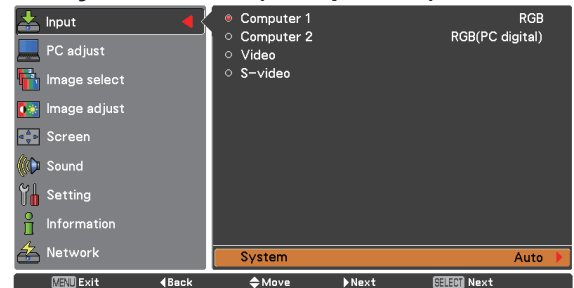 Input
PC adjust
Image select
Image adjust
Screen
Sound
Setting
Information
Network
Computer 1 RGB
Computer 2 RGB(PC digital)
Video
S-video
System Auto
MENU Exit Back Move Next SELECT Next